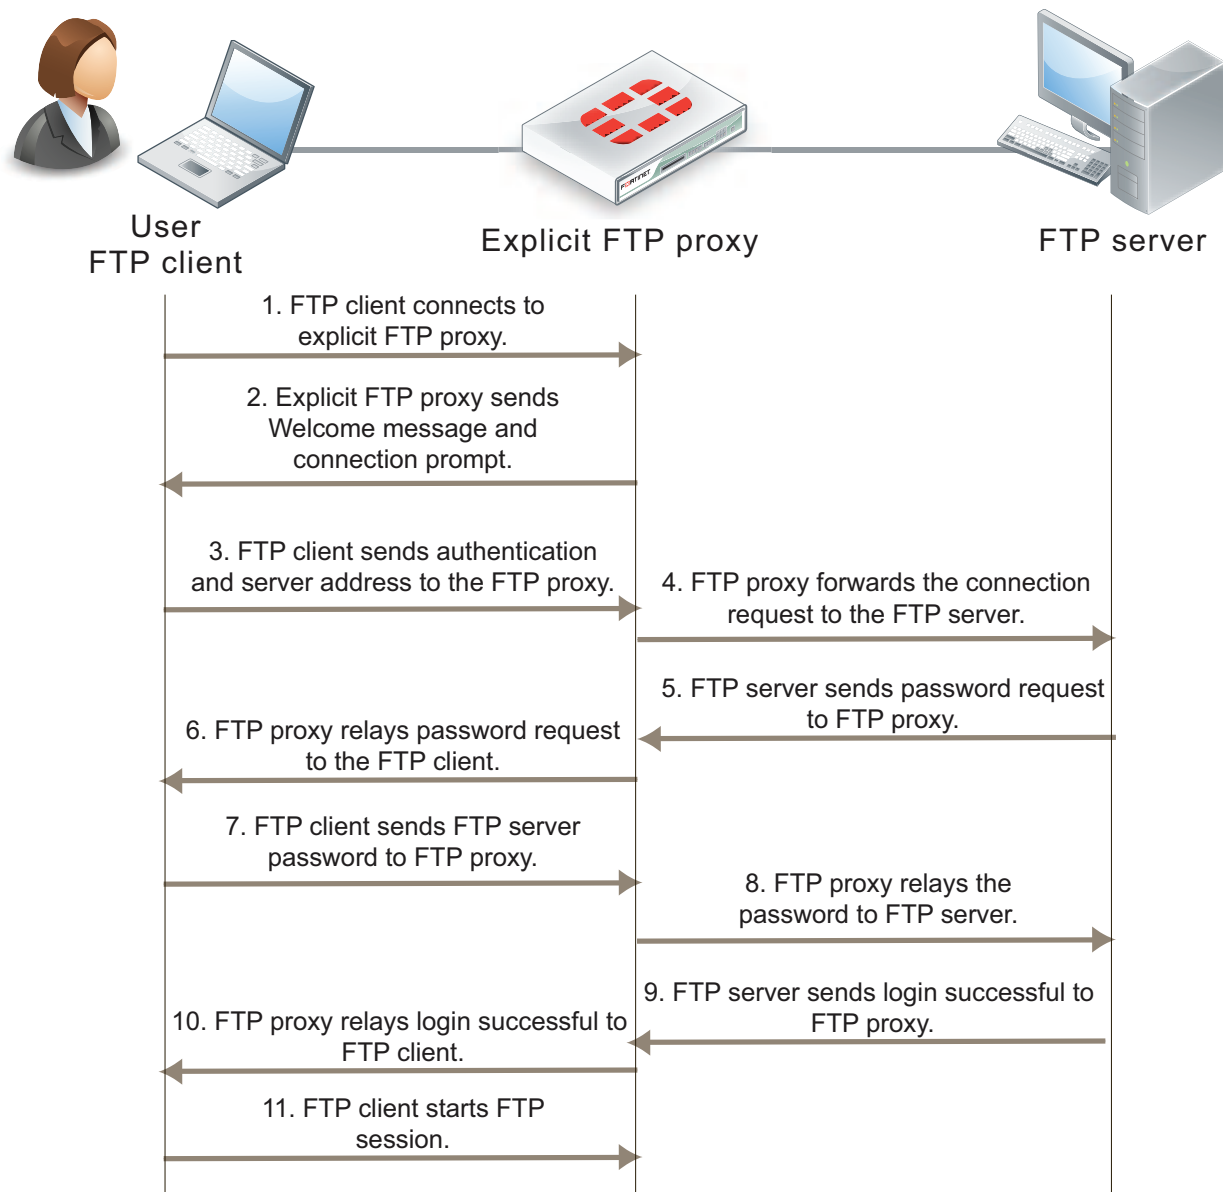 FORTINET
User
FTP client
Explicit FTP proxy
FTP server
1. FTP client connects to
explicit FTP proxy.
2. Explicit FTP proxy sends
Welcome message and
connection prompt.
3. FTP client sends authentication
and server address to the FTP proxy.
4. FTP proxy forwards the connection
request to the FTP server.
5. FTP server sends password request
to FTP proxy.
6. FTP proxy relays password request
to the FTP client.
7. FTP client sends FTP server
password to FTP proxy.
8. FTP proxy relays the
password to FTP server.
9. FTP server sends login successful to
FTP proxy.
10. FTP proxy relays login successful to
FTP client.
11. FTP client starts FTP
session.